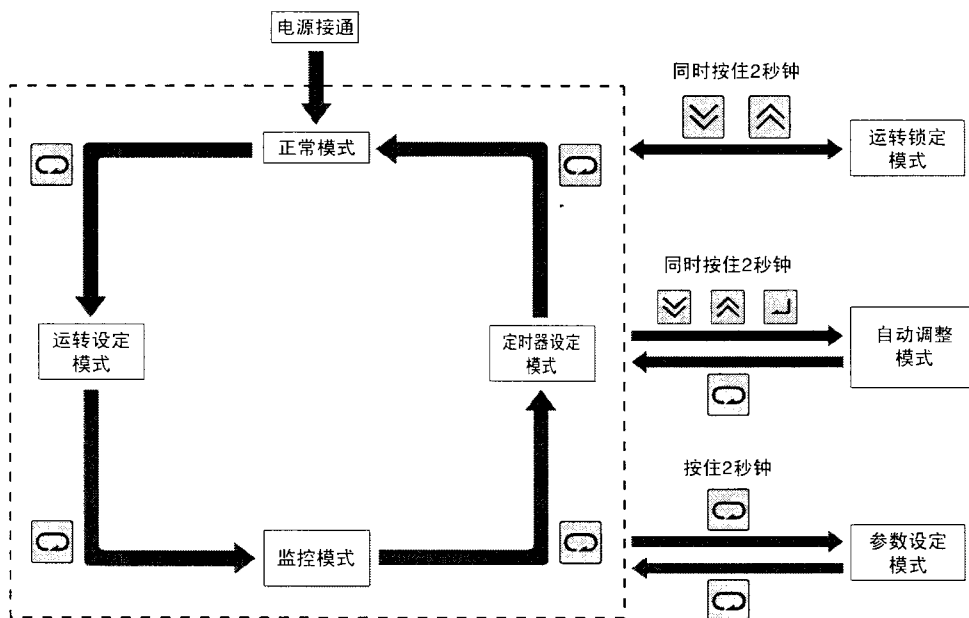 电源接通
同时按住2秒钟
正常模式
运转锁定
模式
同时按住2秒钟
运转设定
模式
定时器设定
模式
自动调整
模式
按住2秒钟
监控模式
参数设定
模式